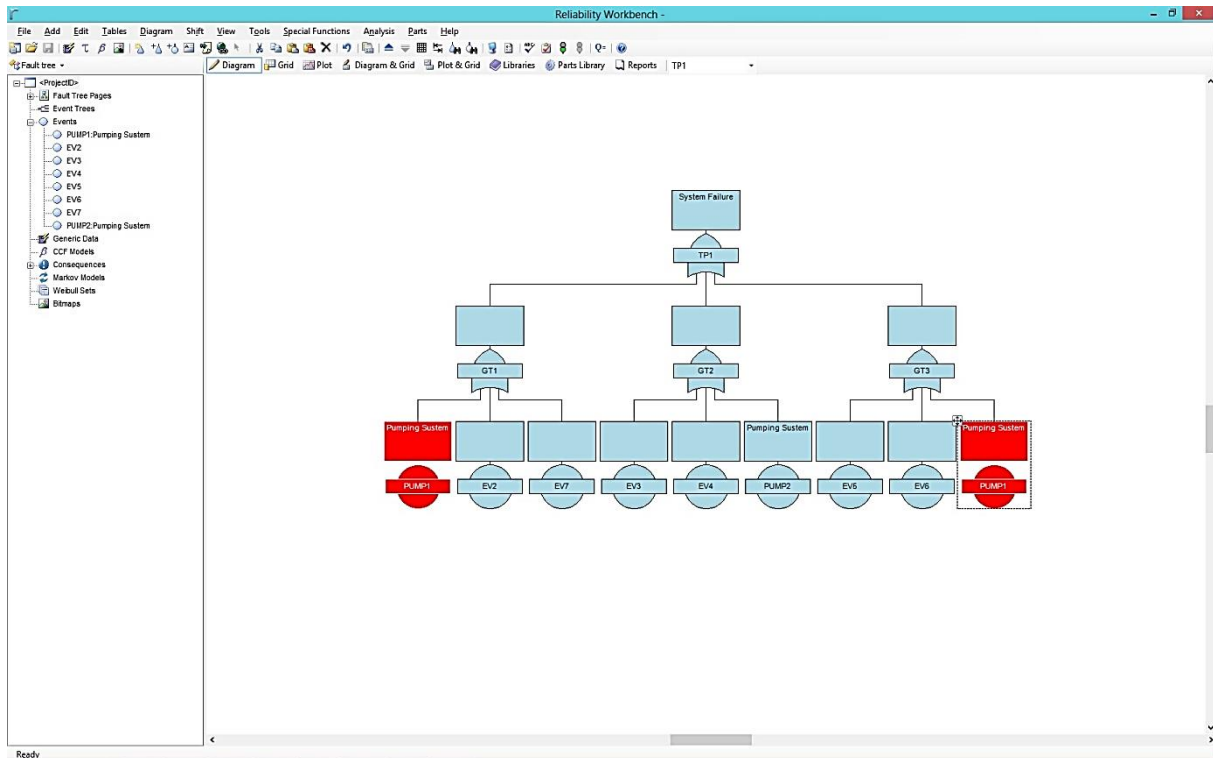 Reliability Workbench -
File Add Edit Tables Diagram Shift View Tools Special Functions Analysis Parts Help
Fault tree
Diagram Grid Plot Diagram & Grid Plot & Grid Libraries Parts Library Reports TP1
<ProjectID>
Fault Tree Pages
Event Trees
Events
PUMP1:Pumping Sustem
EV2
EV3
EV4
EV5
EV6
EV7
PUMP2:Pumping Sustem
Generic Data
CCF Models
Consequences
Markov Models
Weibull Sets
Bitmaps
System Failure
TP1
GT1 GT2 GT3
Pumping Sustem Pumping Sustem Pumping Sustem
PUMP1 EV2 EV7 EV3 EV4 PUMP2 EV5 EV6 PUMP1
Ready